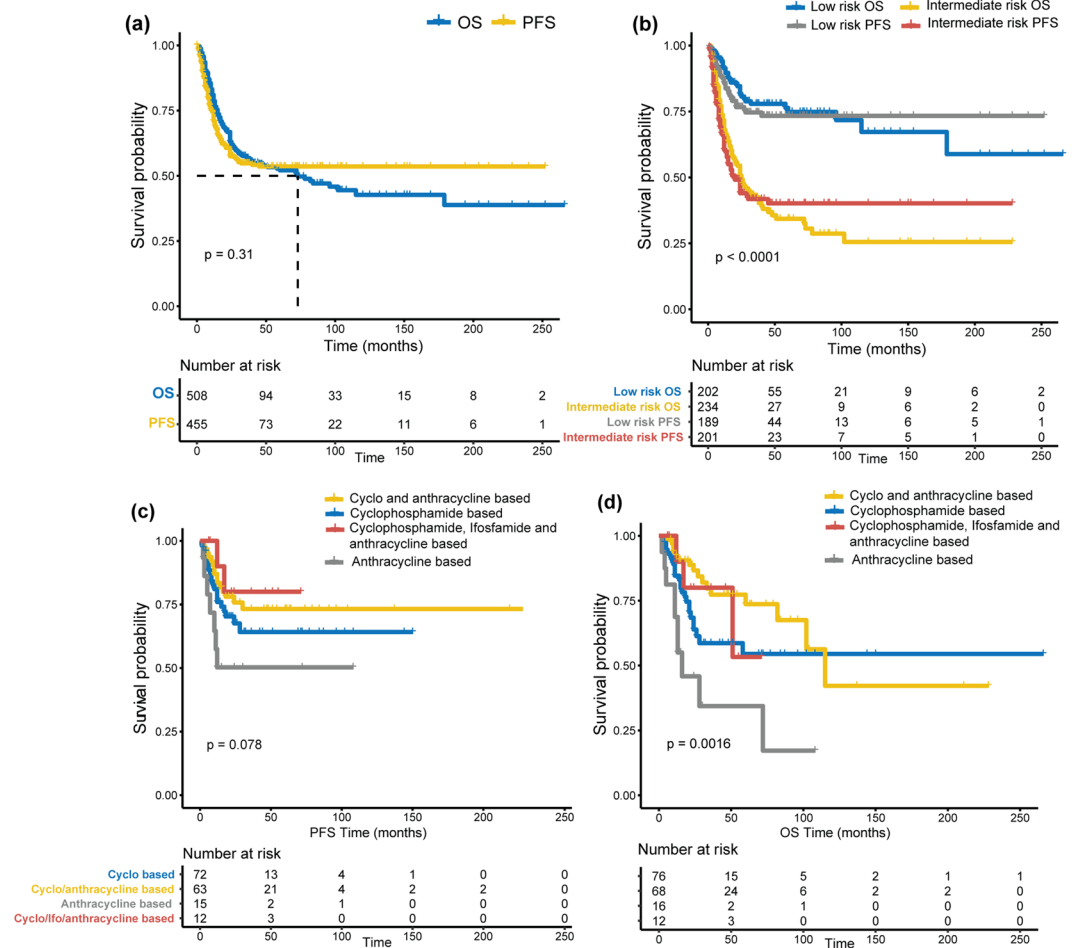 (a)
OS PFS
1.00
0.75
0.50
0.25
0.00
Survival probability
p = 0.31
0 50 100 150 200 250
Time (months)
Number at risk
OS 508 94 33 15 8 2
PFS 455 73 22 11 6 1
0 50 100 150 200 250
Time
(b)
Low risk OS Intermediate risk OS
Low risk PFS Intermediate risk PFS
1.00
0.75
0.50
0.25
0.00
Survival probability
p < 0.0001
0 50 100 150 200 250
Time (months)
Number at risk
Low risk OS 202 55 21 9 6 2
Intermediate risk OS 234 27 9 6 2 0
Low risk PFS 189 44 13 6 5 1
Intermediate risk PFS 201 23 7 5 1 0
0 50 100 150 200 250
Time
(c)
Cyclo and anthracycline based
Cyclophosphamide based
Cyclophosphamide, Ifosfamide and
anthracycline based
Anthracycline based
1.00
0.75
0.50
0.25
0.00
Survival probability
p = 0.078
0 50 100 150 200 250
PFS Time (months)
Number at risk
Cyclo based 72 13 4 1 0 0
Cyclo/anthracycline based 63 21 4 2 2 0
Anthracycline based 15 2 1 0 0 0
Cyclo/Ifo/anthracycline based 12 3 0 0 0 0
0 50 100 150 200 250
Time
(d)
Cyclo and anthracycline based
Cyclophosphamide based
Cyclophosphamide, Ifosfamide and
anthracycline based
Anthracycline based
1.00
0.75
0.50
0.25
0.00
Survival probability
p = 0.0016
0 50 100 150 200 250
OS Time (months)
Number at risk
76 15 5 2 1 1
68 24 6 2 2 0
16 2 1 0 0 0
12 3 0 0 0 0
0 50 100 150 200 250
Time